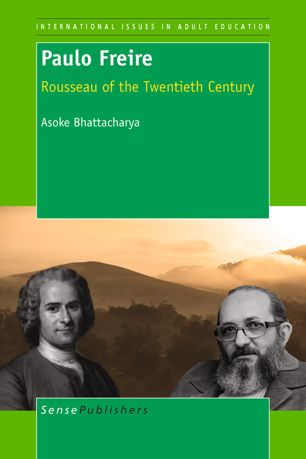 INTERNATIONAL ISSUES IN ADULT EDUCATION
Paulo Freire
Rousseau of the Twentieth Century
Asoke Bhattacharya
SensePublishers